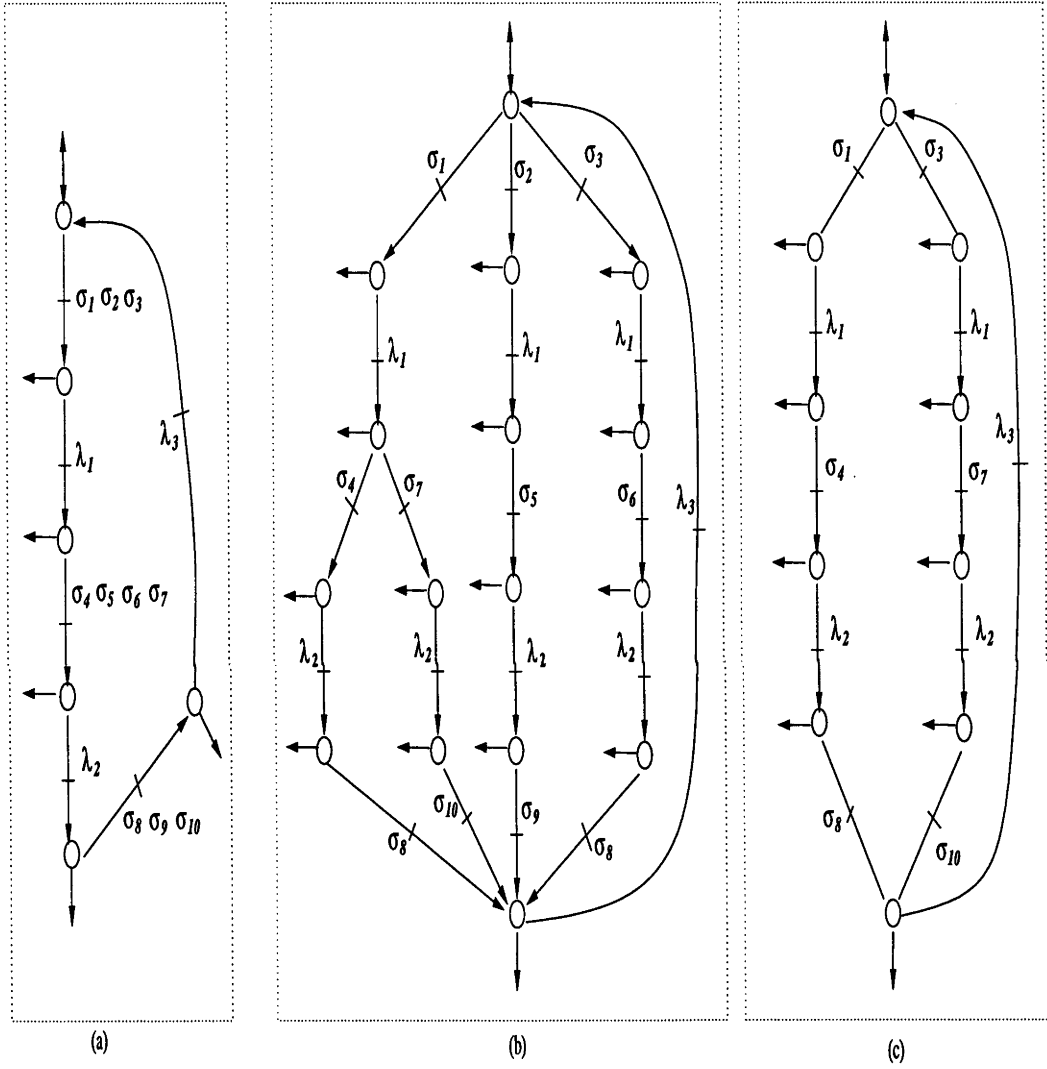 σ1 σ2 σ3
λ1
λ3
σ4 σ5 σ6 σ7
λ2
σ8 σ9 σ10
(a)
σ1 σ2 σ3
λ1 λ1 λ1
σ4 σ7 σ5 σ6 λ3
λ2 λ2 λ2 λ2
σ8 σ10 σ9 σ8
(b)
σ1 σ3
λ1 λ1
λ3
σ4 σ7
λ2 λ2
σ8 σ10
(c)